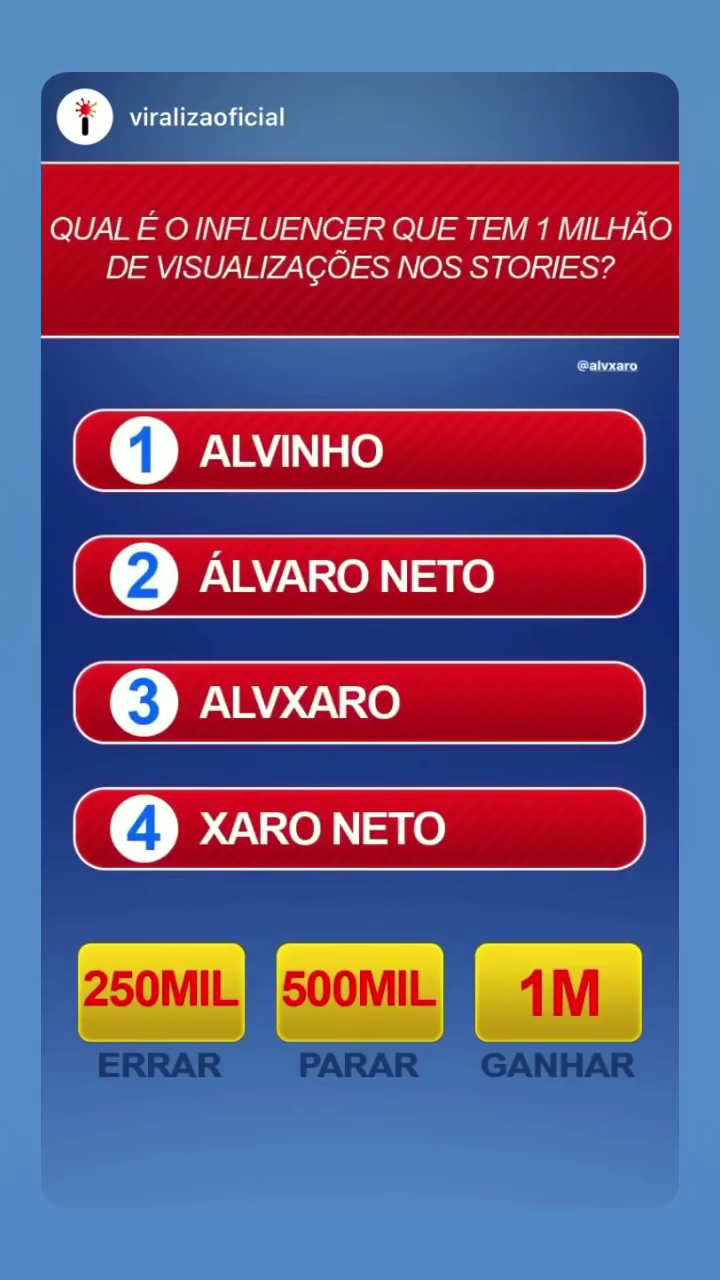 viralizaoficial
QUAL É O INFLUENCER QUE TEM 1 MILHÃO
DE VISUALIZAÇÕES NOS STORIES?
@alvxaro
1 ALVINHO
2 ÁLVARO NETO
3 ALVXARO
4 XARO NETO
250MIL 500MIL 1M
ERRAR PARAR GANHAR